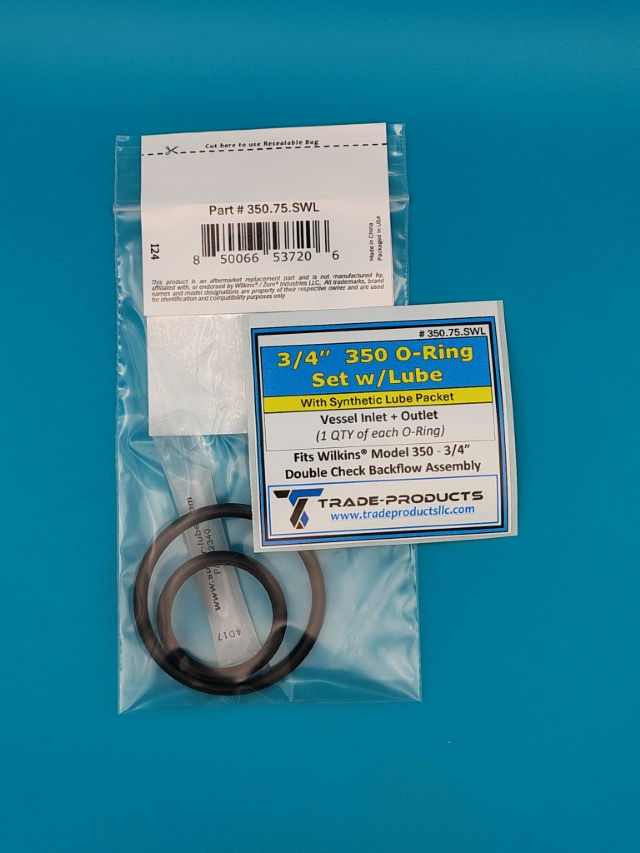 Cut here to use Resealable Bag
Part # 350.75.SWL
I24
8 50066 53720 6
Made in China
Packaged in USA
This product is an aftermarket replacement part and is not manufactured by,
affiliated with, or endorsed by Wilkins® / Zurn® Industries LLC. All trademarks, brand
names and model designations are property of their respective owner and are used
for identification and compatibility purposes only
# 350.75.SWL
3/4” 350 O-Ring
Set w/Lube
With Synthetic Lube Packet
Vessel Inlet + Outlet
(1 QTY of each O-Ring)
Fits Wilkins® Model 350 - 3/4”
Double Check Backflow Assembly
TRADE-PRODUCTS
www.tradeproductsllc.com
4D17